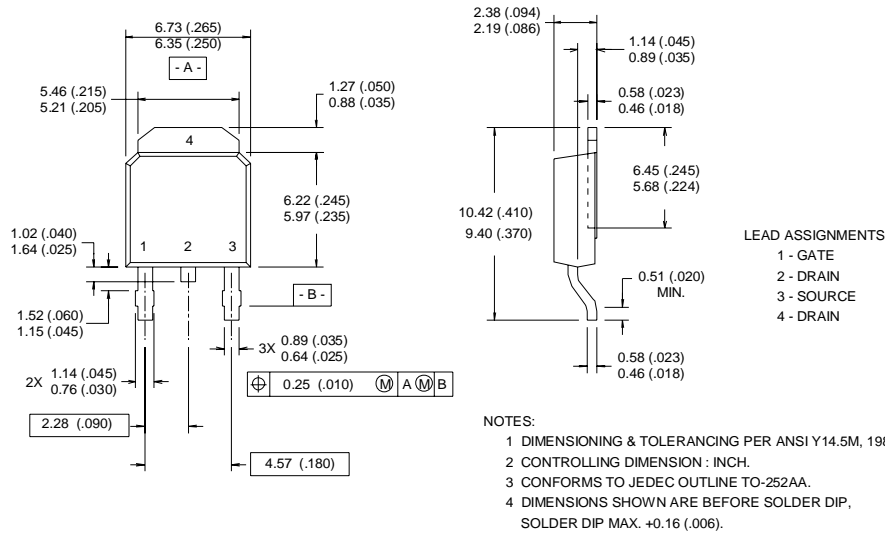 6.73 (.265)
6.35 (.250)
- A -
5.46 (.215)
5.21 (.205)
1.27 (.050)
0.88 (.035)
4
6.22 (.245)
5.97 (.235)
1.02 (.040)
1.64 (.025)
1 2 3
- B -
1.52 (.060)
1.15 (.045)
3X 0.89 (.035)
0.64 (.025)
2X 1.14 (.045)
0.76 (.030)
⌖ 0.25 (.010) Ⓜ A Ⓜ B
2.28 (.090)
4.57 (.180)
2.38 (.094)
2.19 (.086)
1.14 (.045)
0.89 (.035)
0.58 (.023)
0.46 (.018)
6.45 (.245)
5.68 (.224)
10.42 (.410)
9.40 (.370)
0.51 (.020)
MIN.
0.58 (.023)
0.46 (.018)
LEAD ASSIGNMENTS
1 - GATE
2 - DRAIN
3 - SOURCE
4 - DRAIN
NOTES:
1 DIMENSIONING & TOLERANCING PER ANSI Y14.5M, 198
2 CONTROLLING DIMENSION : INCH.
3 CONFORMS TO JEDEC OUTLINE TO-252AA.
4 DIMENSIONS SHOWN ARE BEFORE SOLDER DIP,
SOLDER DIP MAX. +0.16 (.006).